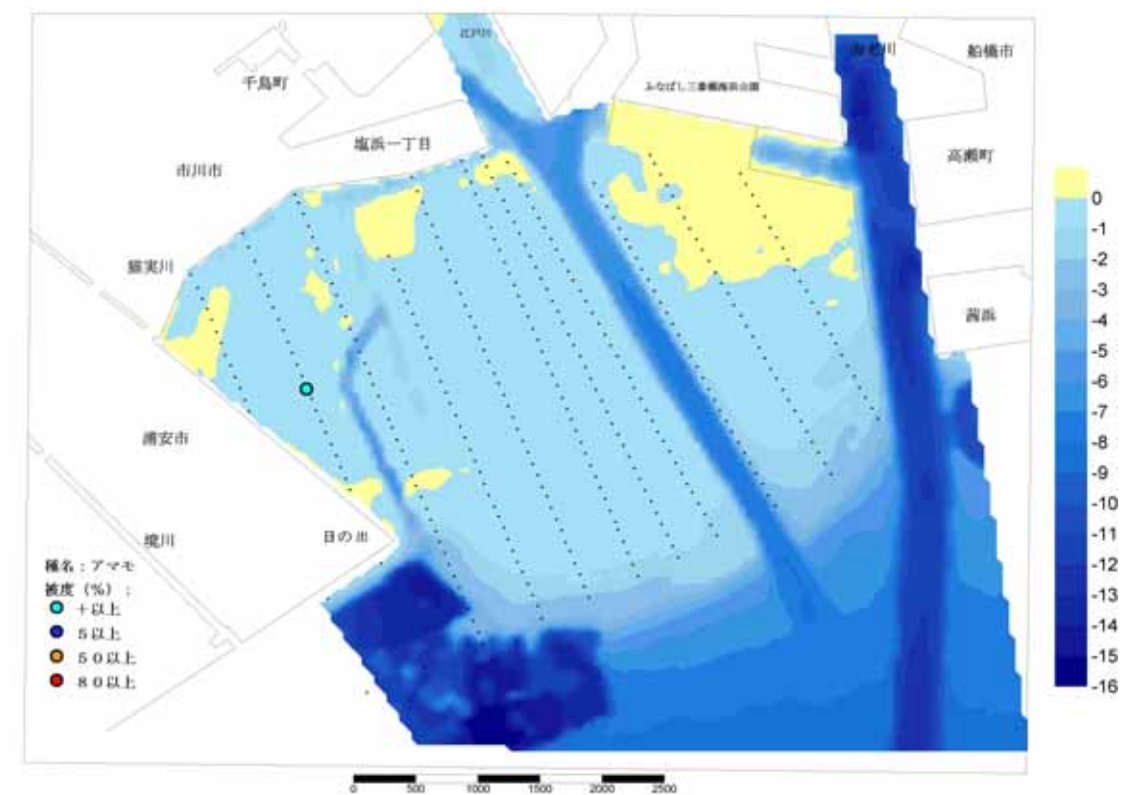 江戸川
海老川
船橋市
千鳥町
ふなばし三番瀬海浜公園
塩浜一丁目
高瀬町
市川市
猫実川
茜浜
浦安市
境川
日の出
種名：アマモ
被度（%）：
＋以上
５以上
５０以上
８０以上
0
-1
-2
-3
-4
-5
-6
-7
-8
-9
-10
-11
-12
-13
-14
-15
-16
0 500 1000 1500 2000 2500